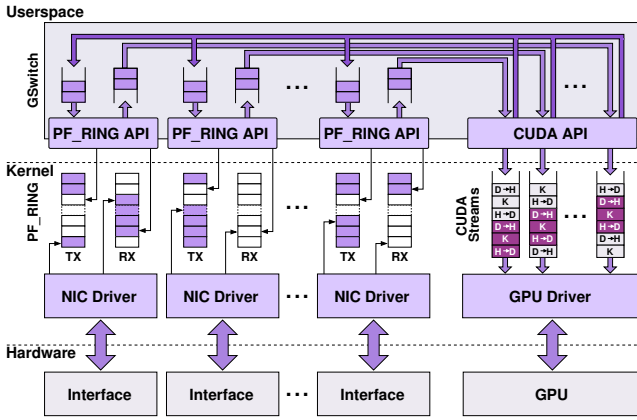 Userspace
GSwitch
...
...
PF_RING API
PF_RING API
PF_RING API
CUDA API
Kernel
PF_RING
TX
RX
TX
RX
...
TX
RX
CUDA
Streams
D→H
K
H→D
D→H
K
H→D
K
H→D
D→H
K
H→D
D→H
...
H→D
D→H
K
H→D
D→H
K
NIC Driver
NIC Driver
...
NIC Driver
GPU Driver
Hardware
Interface
Interface
...
Interface
GPU